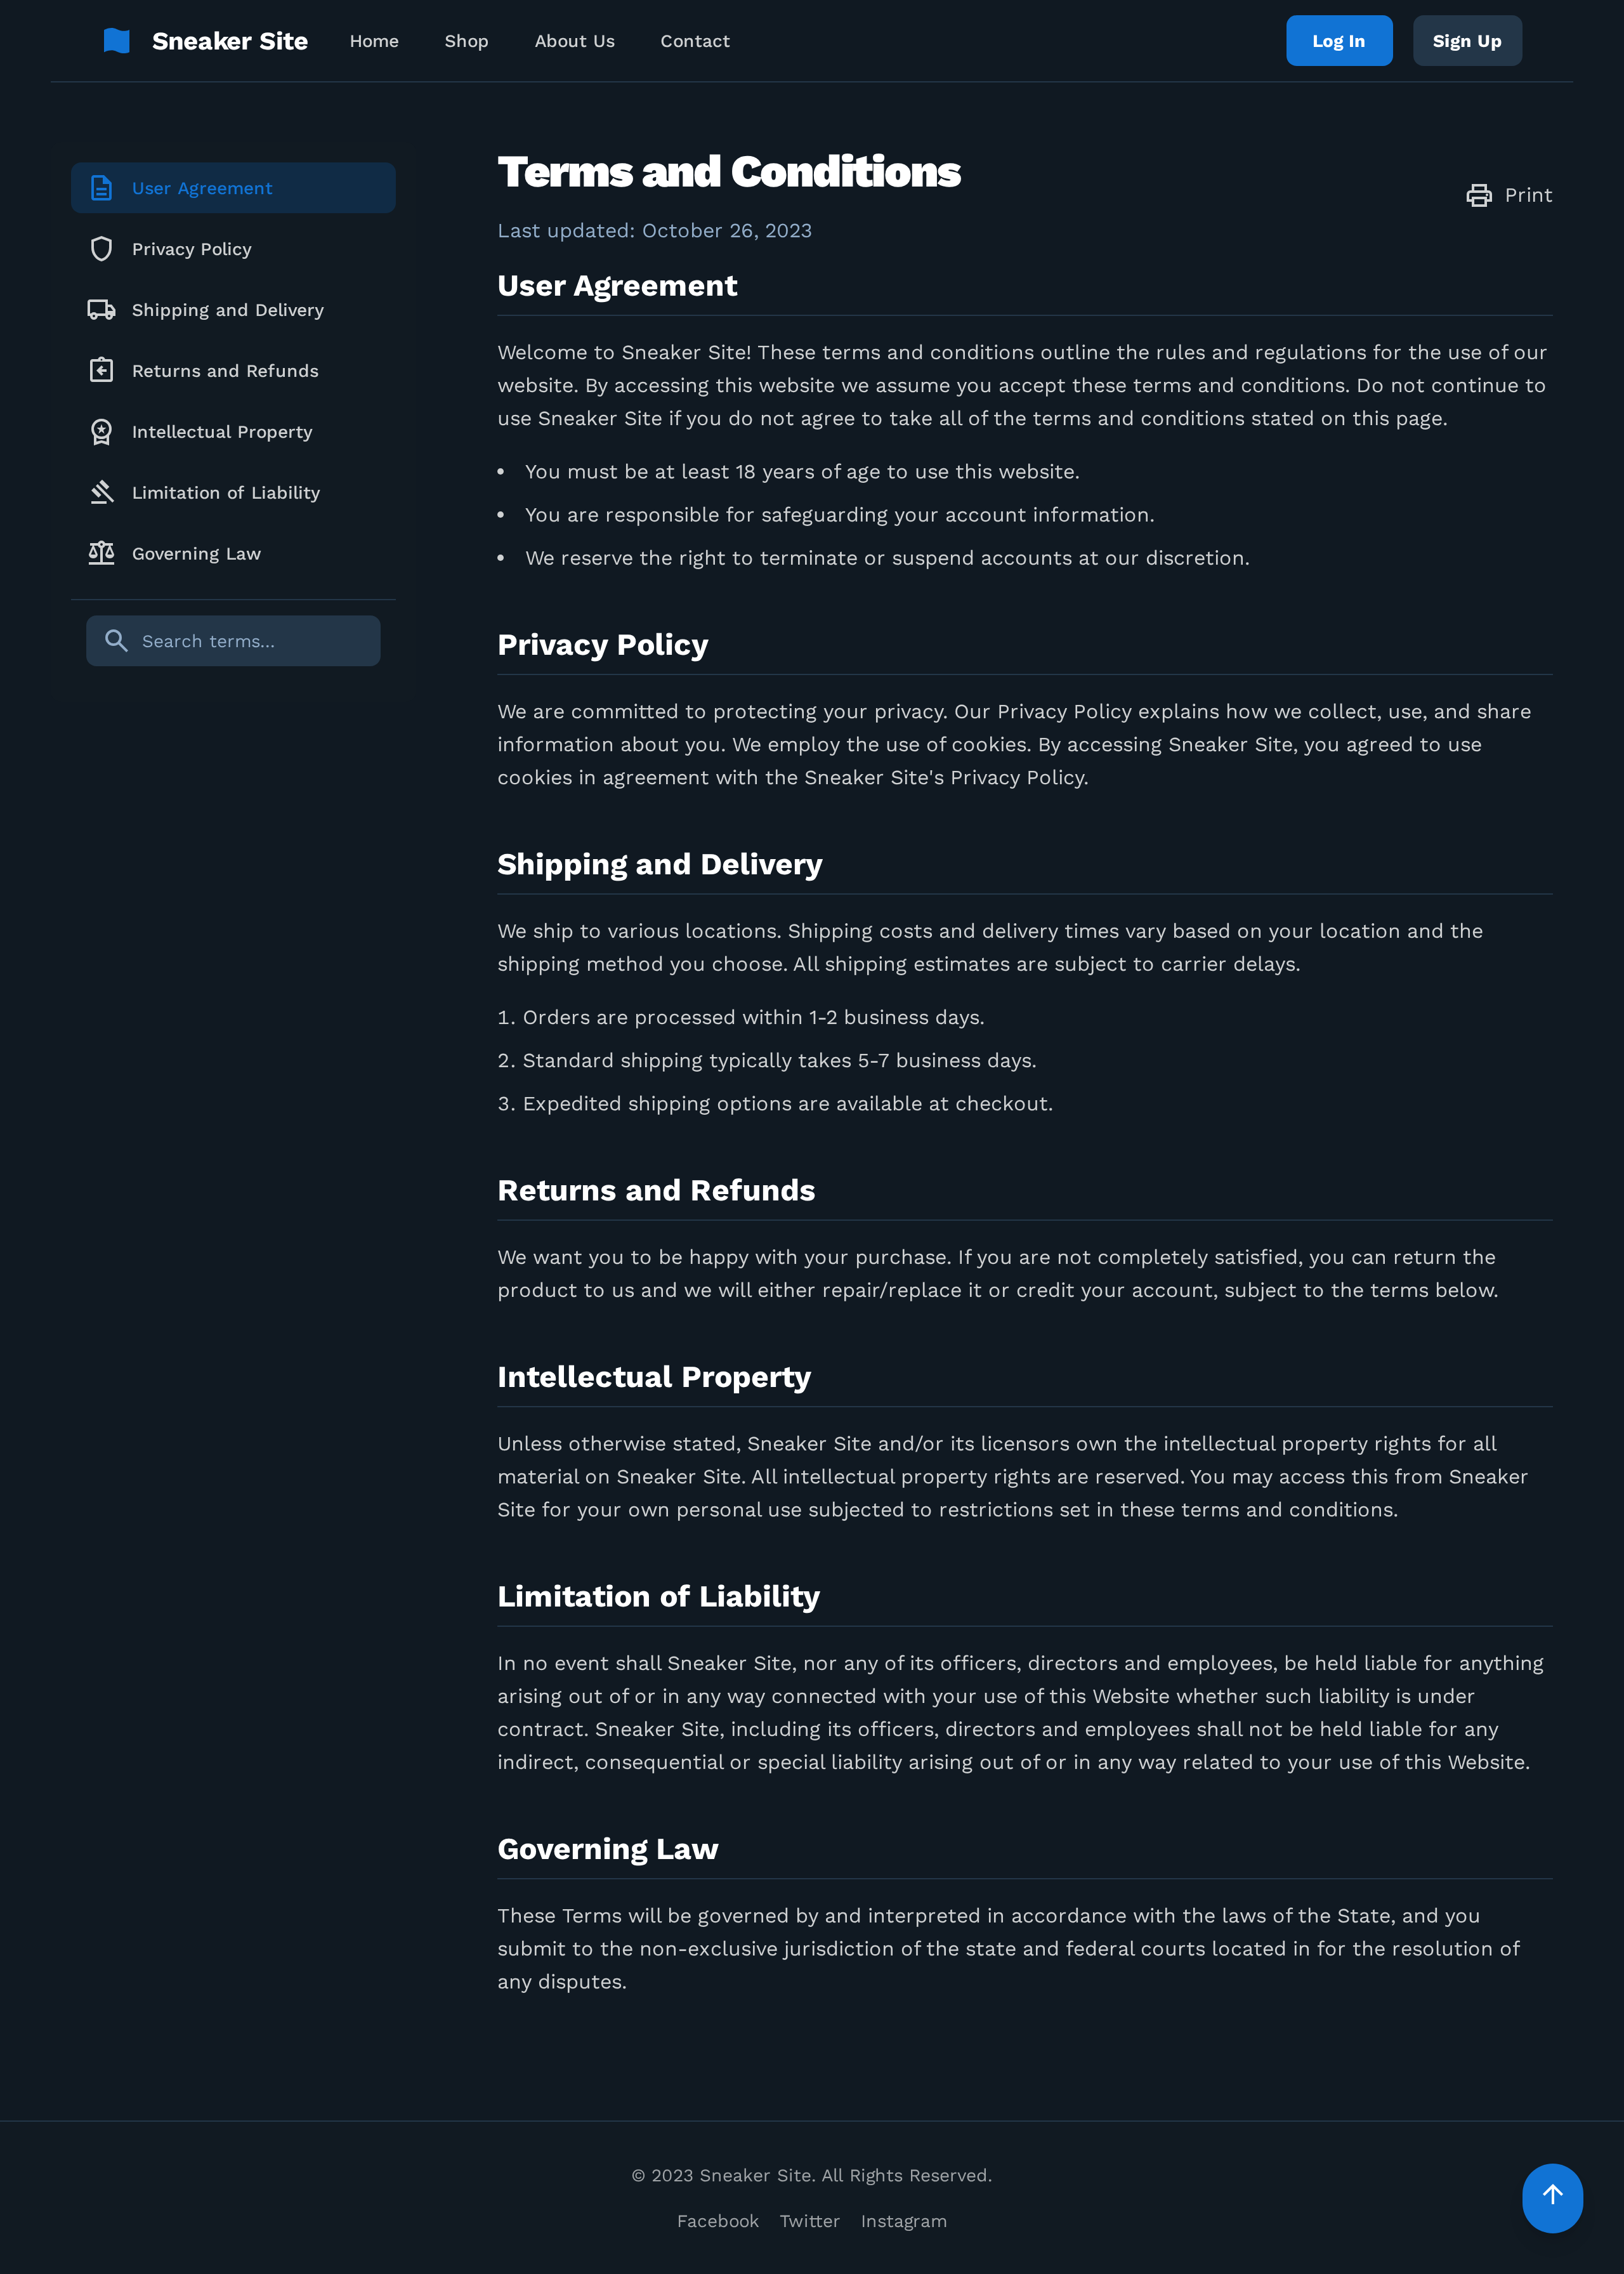 Sneaker Site
Home
Shop
About Us
Contact
Log In
Sign Up
User Agreement
Privacy Policy
Shipping and Delivery
Returns and Refunds
Intellectual Property
Limitation of Liability
Governing Law
Search terms...
Terms and Conditions
Last updated: October 26, 2023
Print
User Agreement
Welcome to Sneaker Site! These terms and conditions outline the rules and regulations for the use of our
website. By accessing this website we assume you accept these terms and conditions. Do not continue to
use Sneaker Site if you do not agree to take all of the terms and conditions stated on this page.
• You must be at least 18 years of age to use this website.
• You are responsible for safeguarding your account information.
• We reserve the right to terminate or suspend accounts at our discretion.
Privacy Policy
We are committed to protecting your privacy. Our Privacy Policy explains how we collect, use, and share
information about you. We employ the use of cookies. By accessing Sneaker Site, you agreed to use
cookies in agreement with the Sneaker Site's Privacy Policy.
Shipping and Delivery
We ship to various locations. Shipping costs and delivery times vary based on your location and the
shipping method you choose. All shipping estimates are subject to carrier delays.
1. Orders are processed within 1-2 business days.
2. Standard shipping typically takes 5-7 business days.
3. Expedited shipping options are available at checkout.
Returns and Refunds
We want you to be happy with your purchase. If you are not completely satisfied, you can return the
product to us and we will either repair/replace it or credit your account, subject to the terms below.
Intellectual Property
Unless otherwise stated, Sneaker Site and/or its licensors own the intellectual property rights for all
material on Sneaker Site. All intellectual property rights are reserved. You may access this from Sneaker
Site for your own personal use subjected to restrictions set in these terms and conditions.
Limitation of Liability
In no event shall Sneaker Site, nor any of its officers, directors and employees, be held liable for anything
arising out of or in any way connected with your use of this Website whether such liability is under
contract. Sneaker Site, including its officers, directors and employees shall not be held liable for any
indirect, consequential or special liability arising out of or in any way related to your use of this Website.
Governing Law
These Terms will be governed by and interpreted in accordance with the laws of the State, and you
submit to the non-exclusive jurisdiction of the state and federal courts located in for the resolution of
any disputes.
© 2023 Sneaker Site. All Rights Reserved.
Facebook
Twitter
Instagram